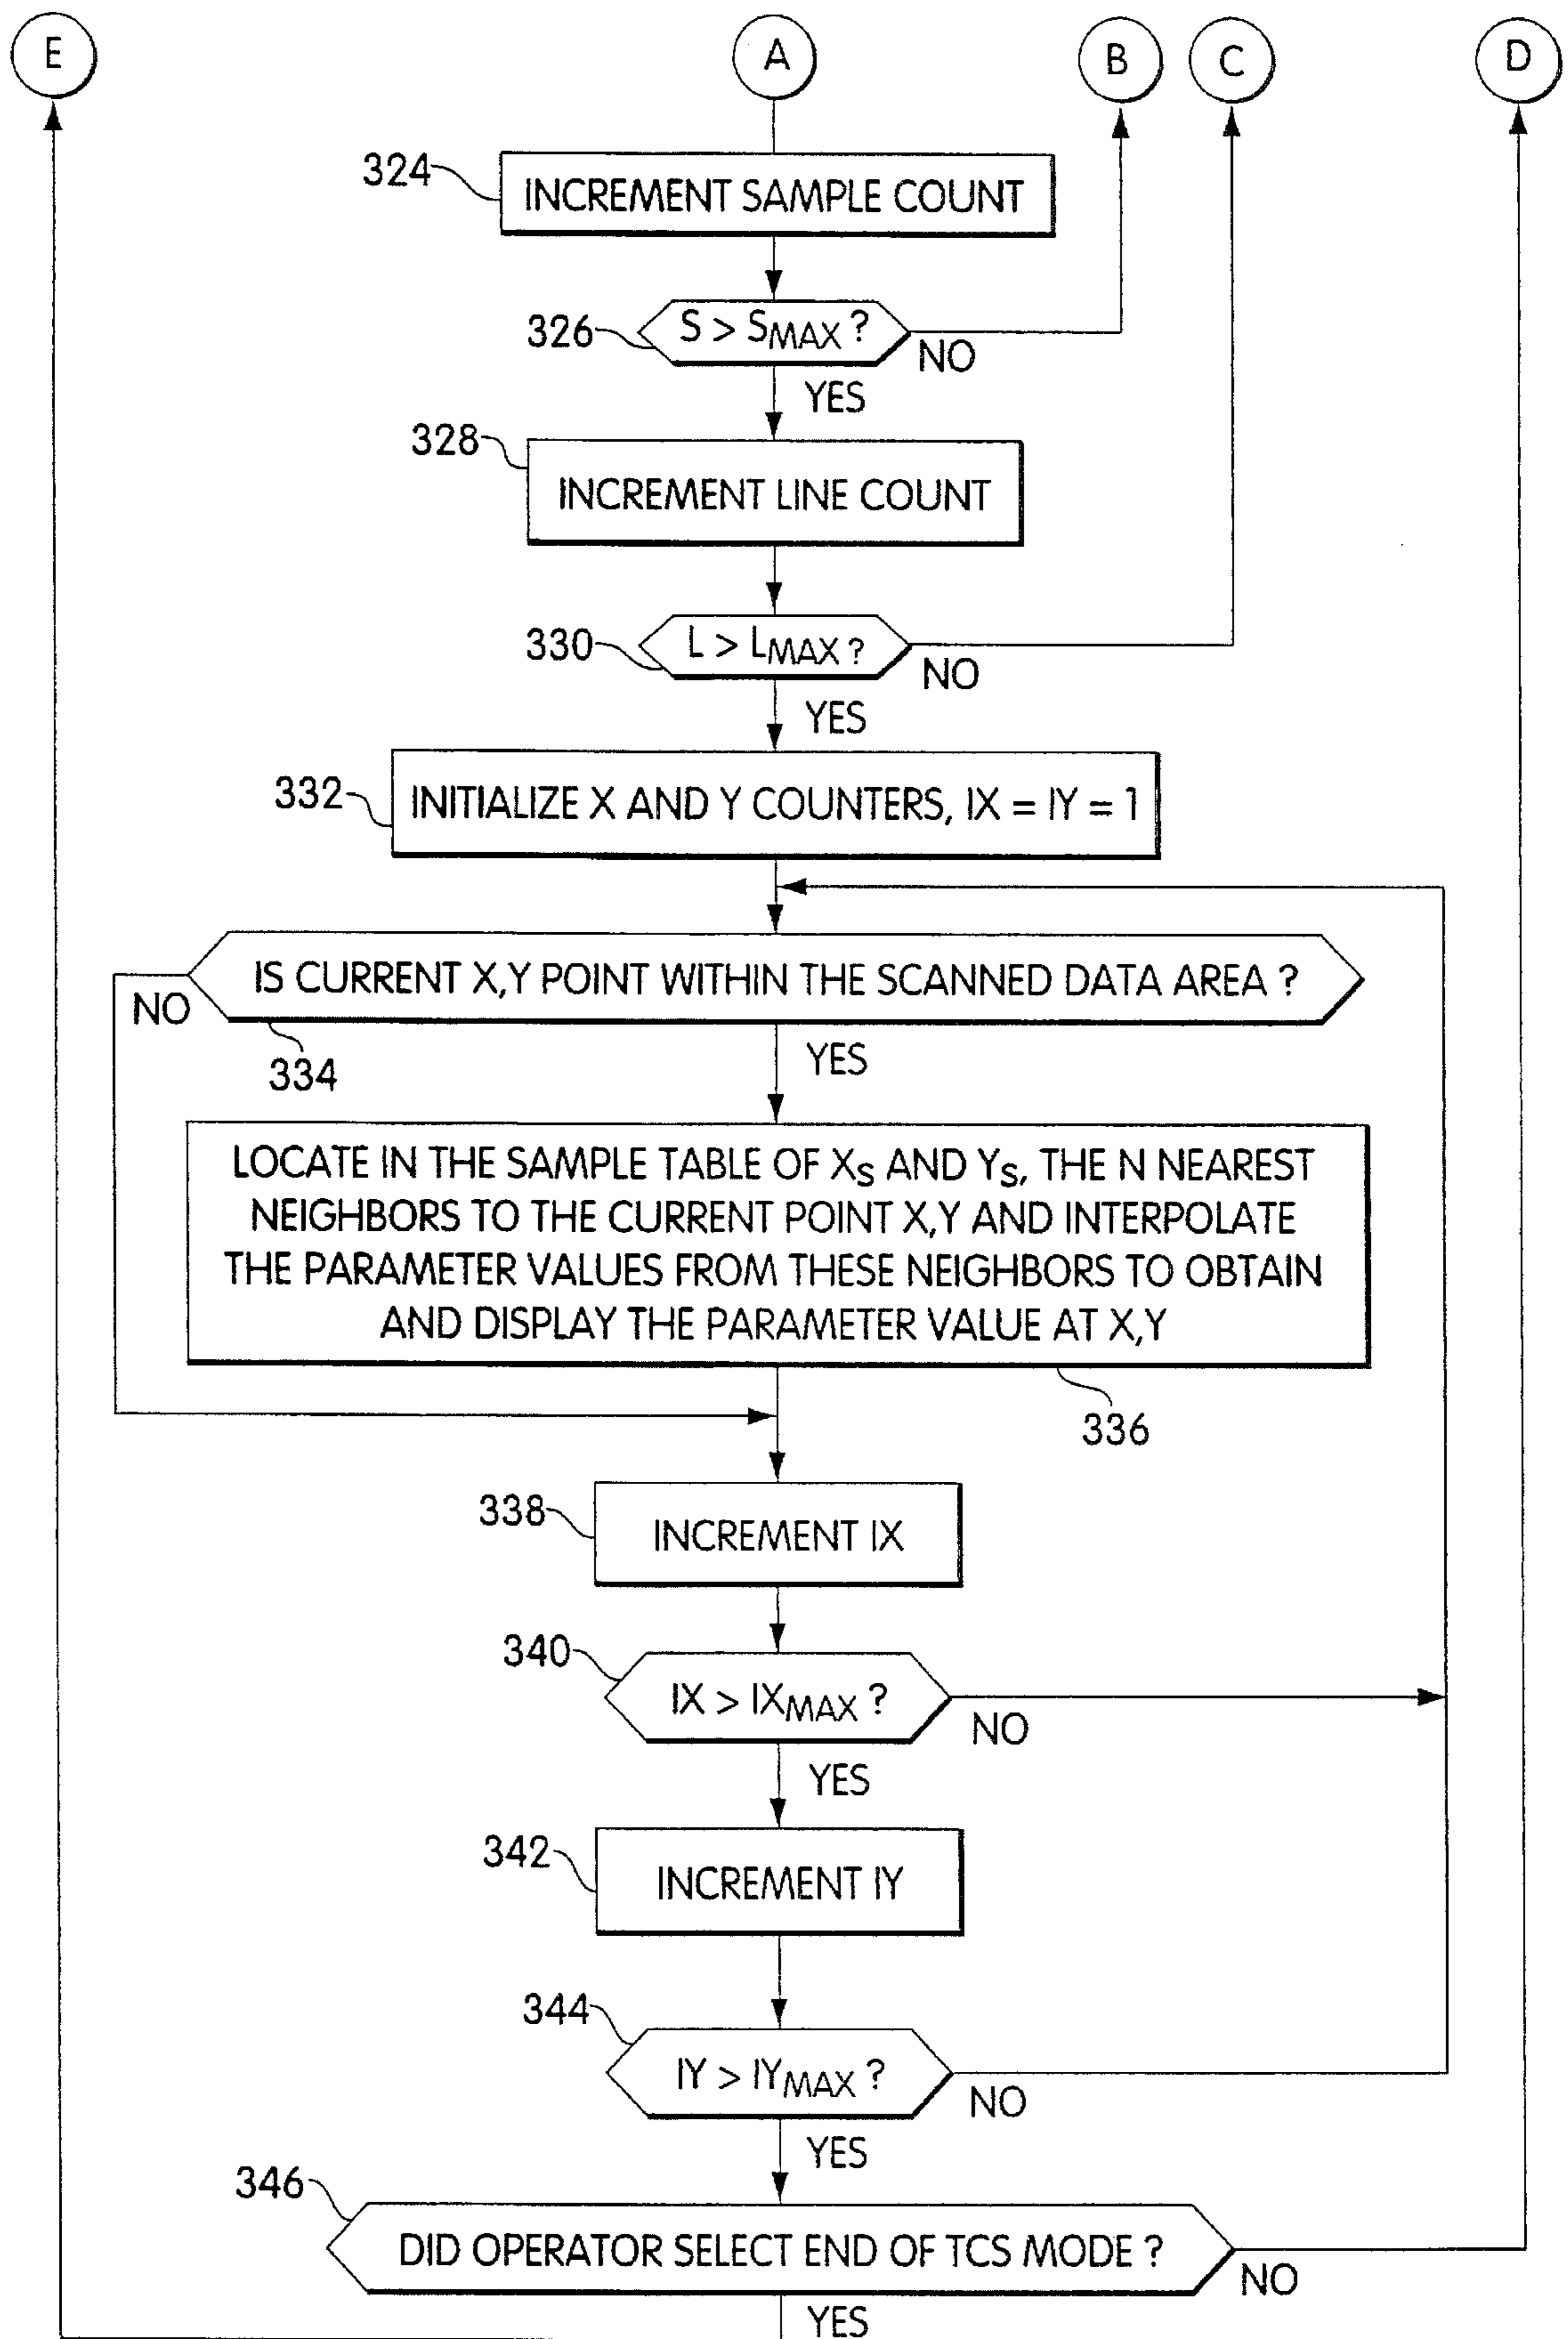 E
A
B
C
D
324
INCREMENT SAMPLE COUNT
326
S > SMAX ?
NO
YES
328
INCREMENT LINE COUNT
330
L > LMAX ?
NO
YES
332
INITIALIZE X AND Y COUNTERS, IX = IY = 1
IS CURRENT X,Y POINT WITHIN THE SCANNED DATA AREA ?
NO
334
YES
LOCATE IN THE SAMPLE TABLE OF XS AND YS, THE N NEAREST
NEIGHBORS TO THE CURRENT POINT X,Y AND INTERPOLATE
THE PARAMETER VALUES FROM THESE NEIGHBORS TO OBTAIN
AND DISPLAY THE PARAMETER VALUE AT X,Y
336
338
INCREMENT IX
340
IX > IXMAX ?
NO
YES
342
INCREMENT IY
344
IY > IYMAX ?
NO
YES
346
DID OPERATOR SELECT END OF TCS MODE ?
NO
YES